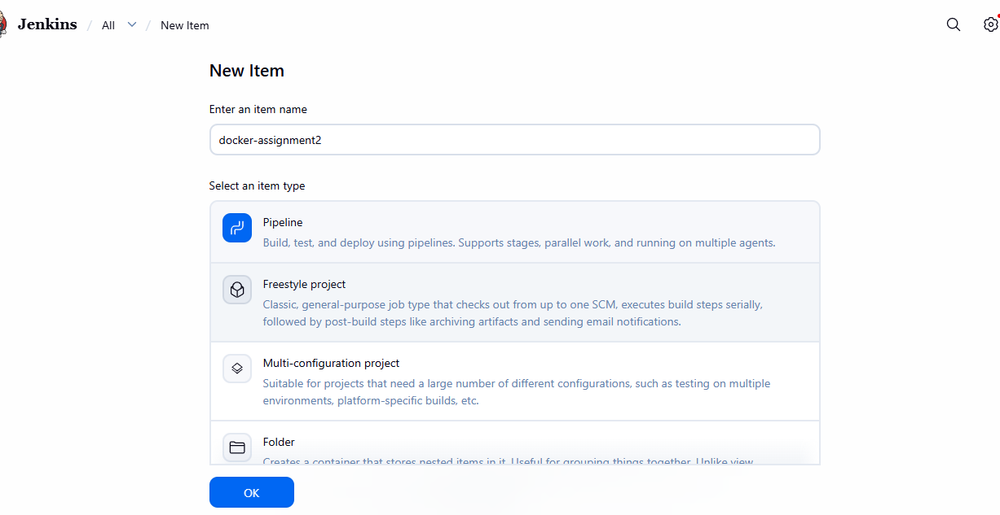 Jenkins / All / New Item
New Item
Enter an item name
docker-assignment2
Select an item type
Pipeline
Build, test, and deploy using pipelines. Supports stages, parallel work, and running on multiple agents.
Freestyle project
Classic, general-purpose job type that checks out from up to one SCM, executes build steps serially,
followed by post-build steps like archiving artifacts and sending email notifications.
Multi-configuration project
Suitable for projects that need a large number of different configurations, such as testing on multiple
environments, platform-specific builds, etc.
Folder
Creates a container that stores nested items in it. Useful for grouping things together. Unlike view,
OK